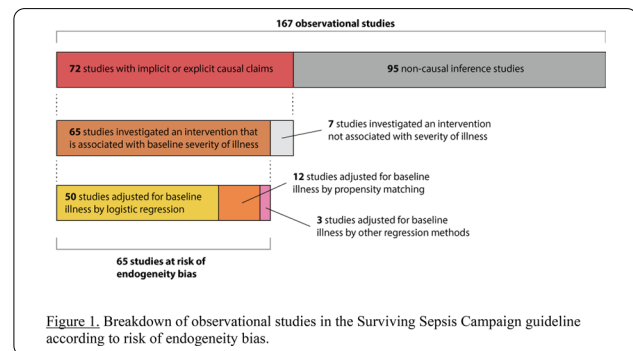 167 observational studies
72 studies with implicit or explicit causal claims
95 non-causal inference studies
65 studies investigated an intervention that
is associated with baseline severity of illness
7 studies investigated an intervention
not associated with severity of illness
50 studies adjusted for baseline
illness by logistic regression
12 studies adjusted for baseline
illness by propensity matching
3 studies adjusted for baseline
illness by other regression methods
65 studies at risk of
endogeneity bias
Figure 1. Breakdown of observational studies in the Surviving Sepsis Campaign guideline
according to risk of endogeneity bias.